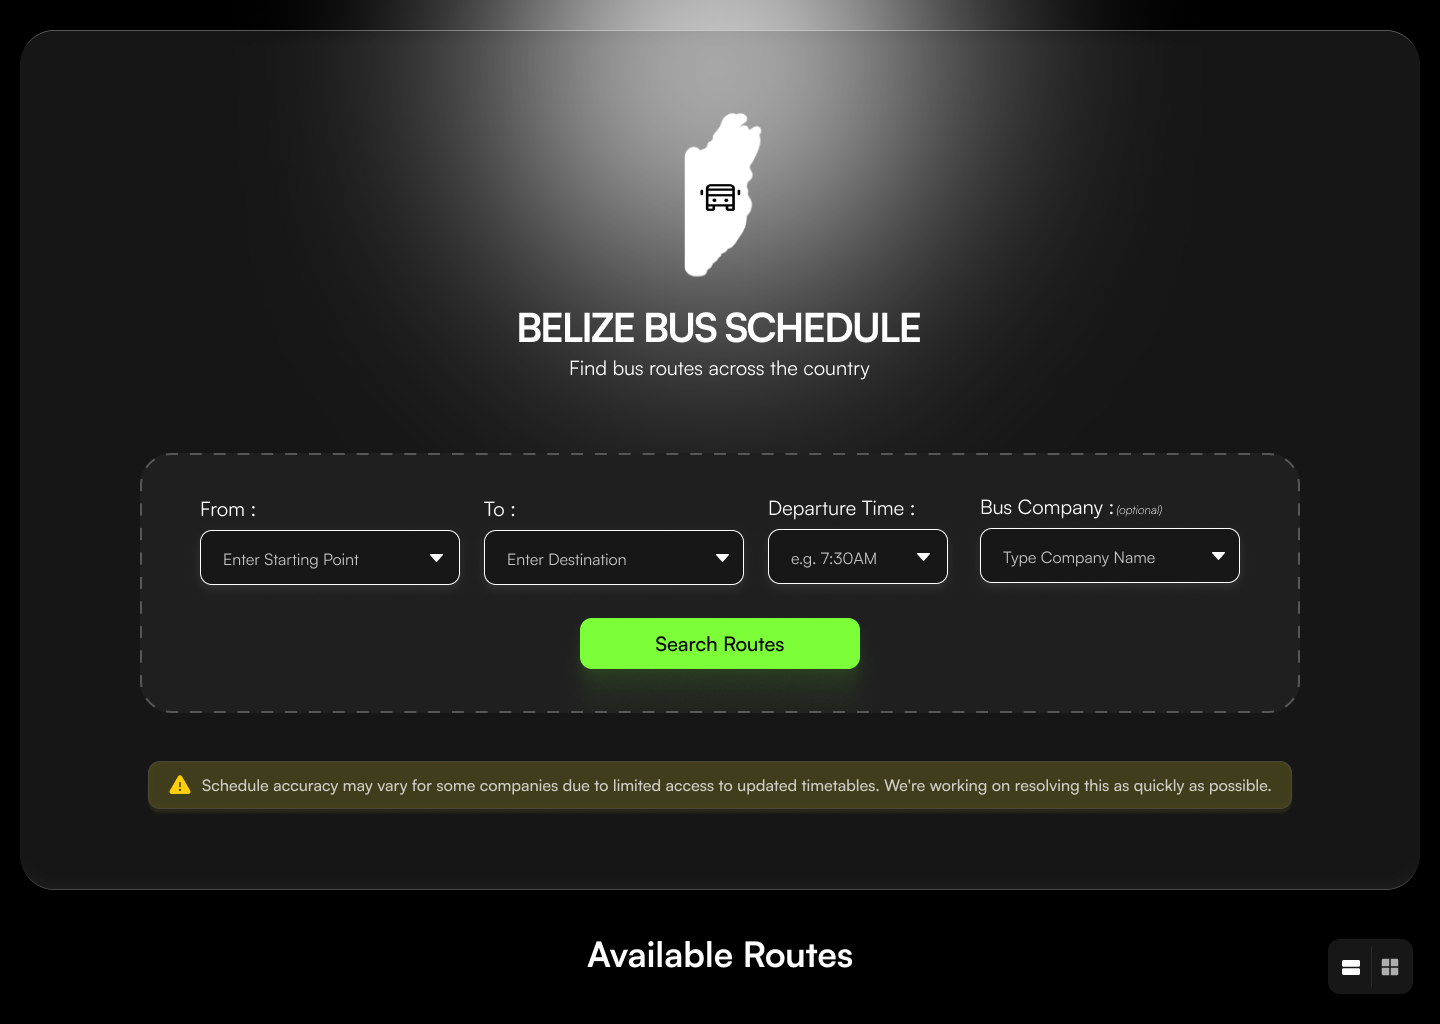 BELIZE BUS SCHEDULE
Find bus routes across the country
From :
To :
Departure Time :
Bus Company : (optional)
Enter Starting Point
Enter Destination
e.g. 7:30AM
Type Company Name
Search Routes
Schedule accuracy may vary for some companies due to limited access to updated timetables. We're working on resolving this as quickly as possible.
Available Routes